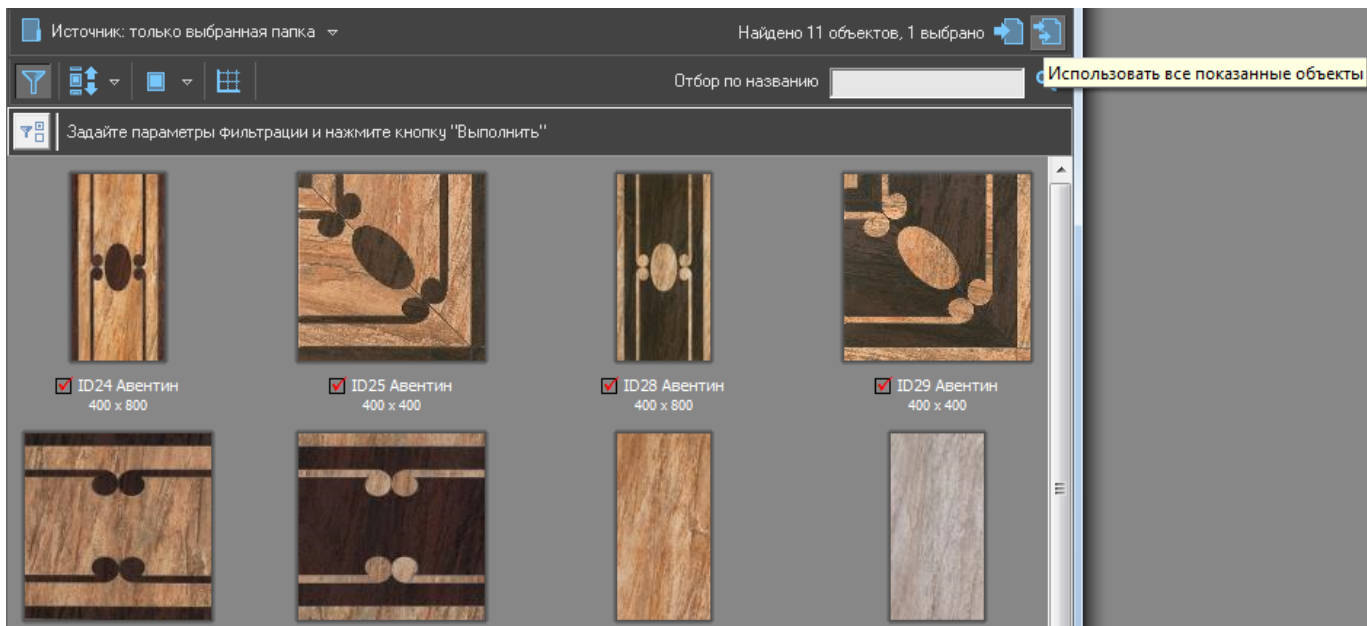 Источник: только выбранная папка
Найдено 11 объектов, 1 выбрано
Использовать все показанные объекты
Отбор по названию
Задайте параметры фильтрации и нажмите кнопку "Выполнить"
ID24 Авентин
400 x 800
ID25 Авентин
400 x 400
ID28 Авентин
400 x 800
ID29 Авентин
400 x 400